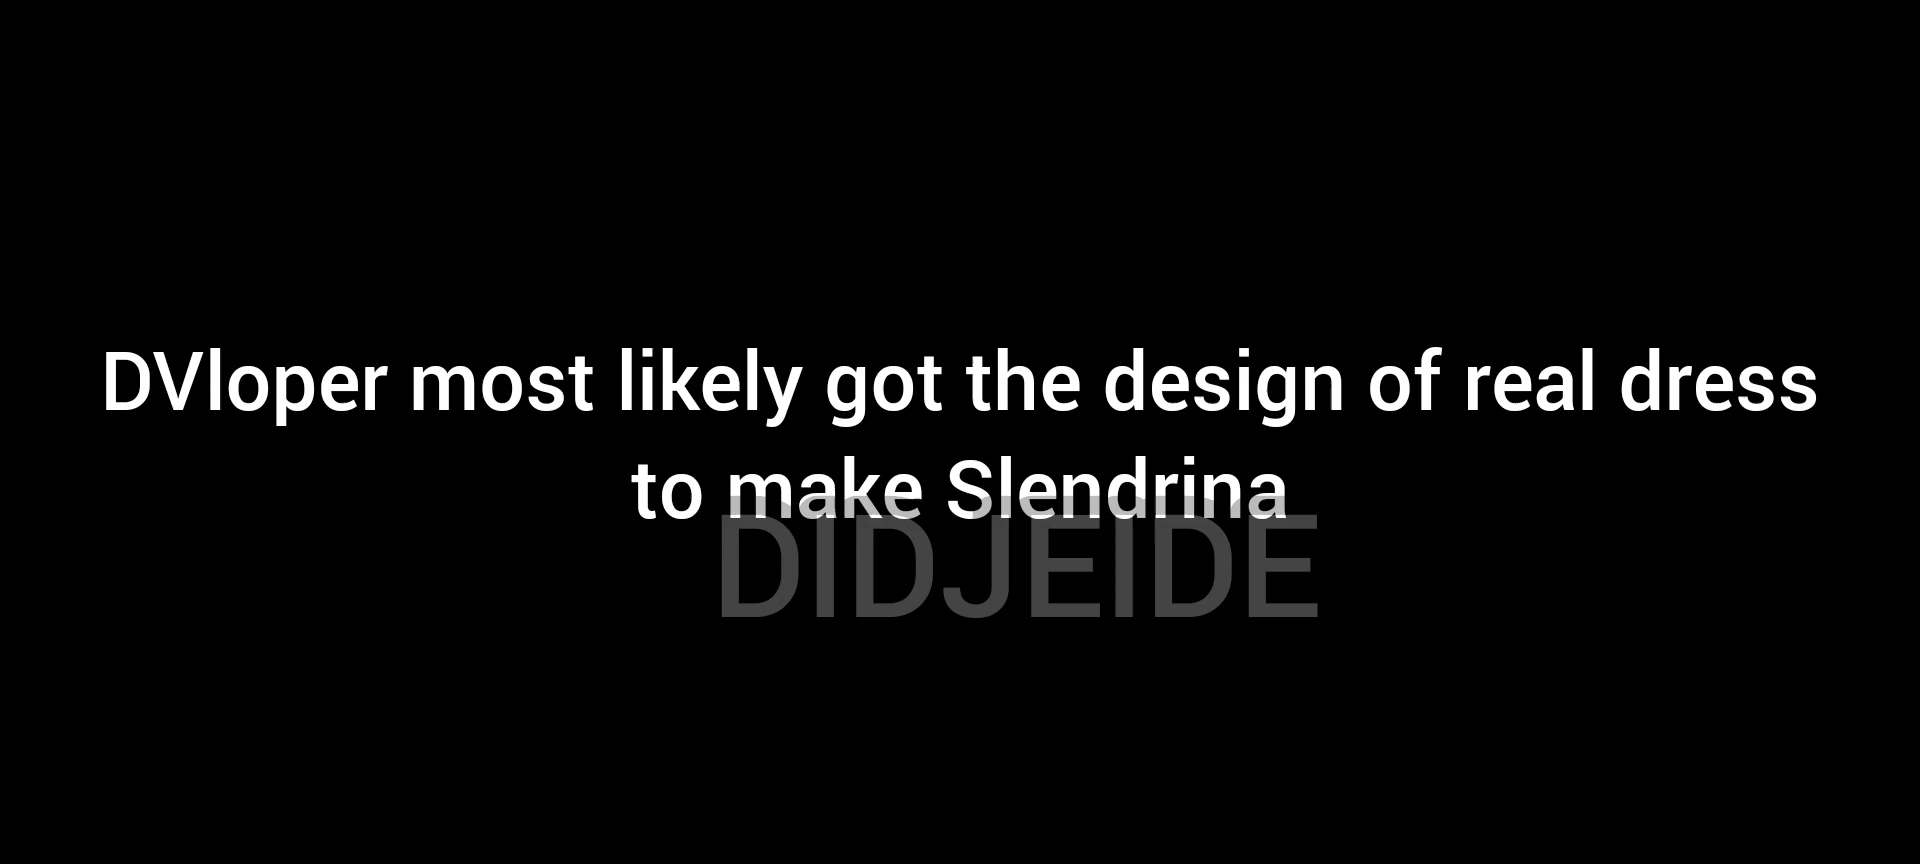 DVloper most likely got the design of real dress
to make Slendrina
DIDJEIDE